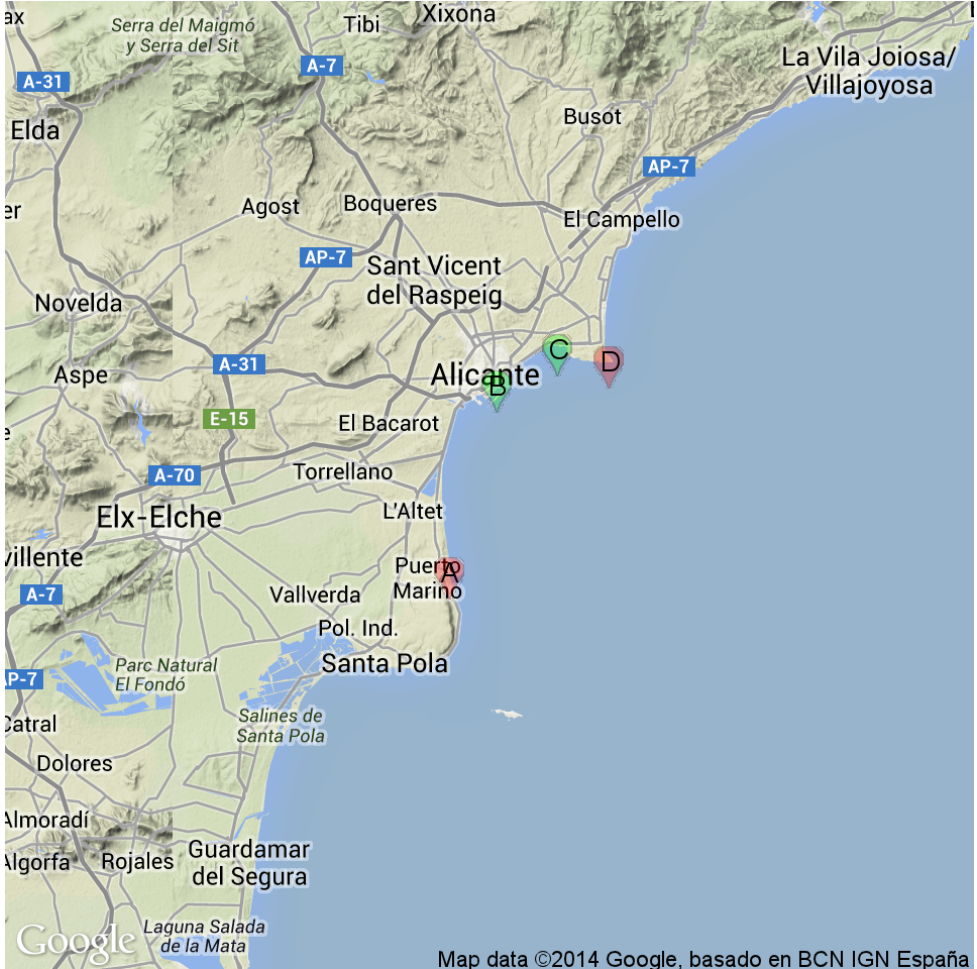 ax
Serra del Maigmó
y Serra del Sit
Tibi
Xixona
A-7
La Vila Joiosa/
Villajoyosa
A-31
Elda
Busot
AP-7
er
Agost
Boqueres
El Campello
AP-7
Sant Vicent
del Raspeig
Novelda
A-31
C
D
Aspe
Alicante
B
E-15
El Bacarot
e
A-70
Torrellano
L'Altet
Elx-Elche
villente
Puerto
Marino
A
A-7
Vallverda
Pol. Ind.
Santa Pola
Parc Natural
El Fondó
AP-7
Catral
Salines de
Santa Pola
Dolores
Almoradí
Algorfa
Rojales
Guardamar
del Segura
Laguna Salada
de la Mata
Google
Map data ©2014 Google, basado en BCN IGN España